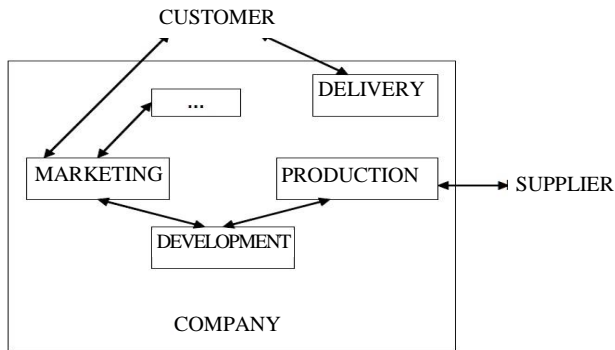 CUSTOMER
DELIVERY
...
MARKETING
PRODUCTION
SUPPLIER
DEVELOPMENT
COMPANY